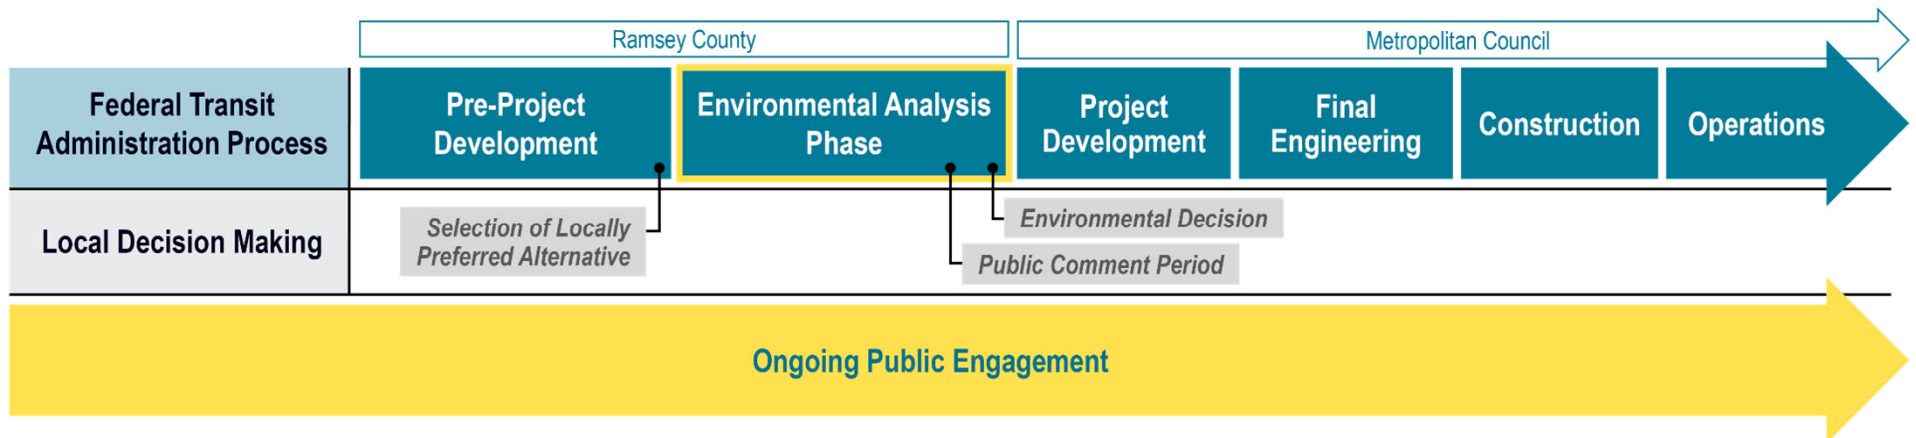 Ramsey County
Metropolitan Council
Federal Transit
Administration Process
Pre-Project
Development
Environmental Analysis
Phase
Project
Development
Final
Engineering
Construction
Operations
Local Decision Making
Selection of Locally
Preferred Alternative
Environmental Decision
Public Comment Period
Ongoing Public Engagement